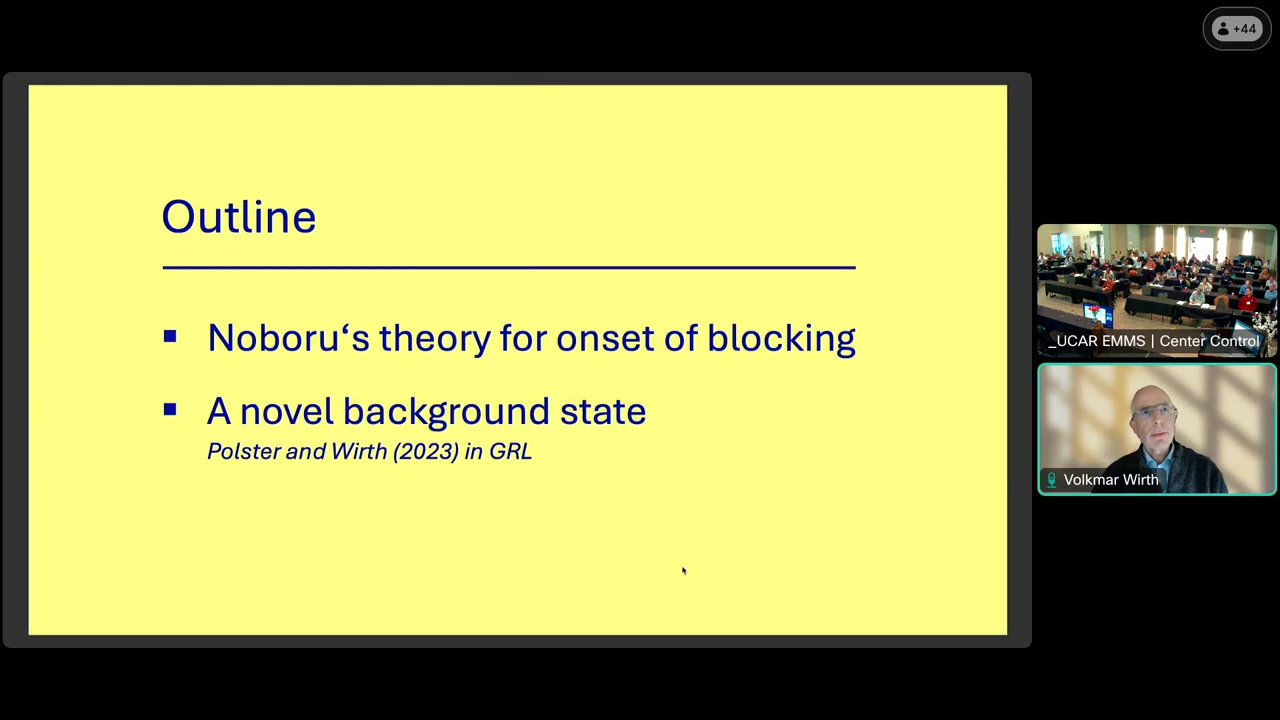 +44
Outline
▪ Noboru‘s theory for onset of blocking
▪ A novel background state
Polster and Wirth (2023) in GRL
_UCAR EMMS | Center Control
Volkmar Wirth